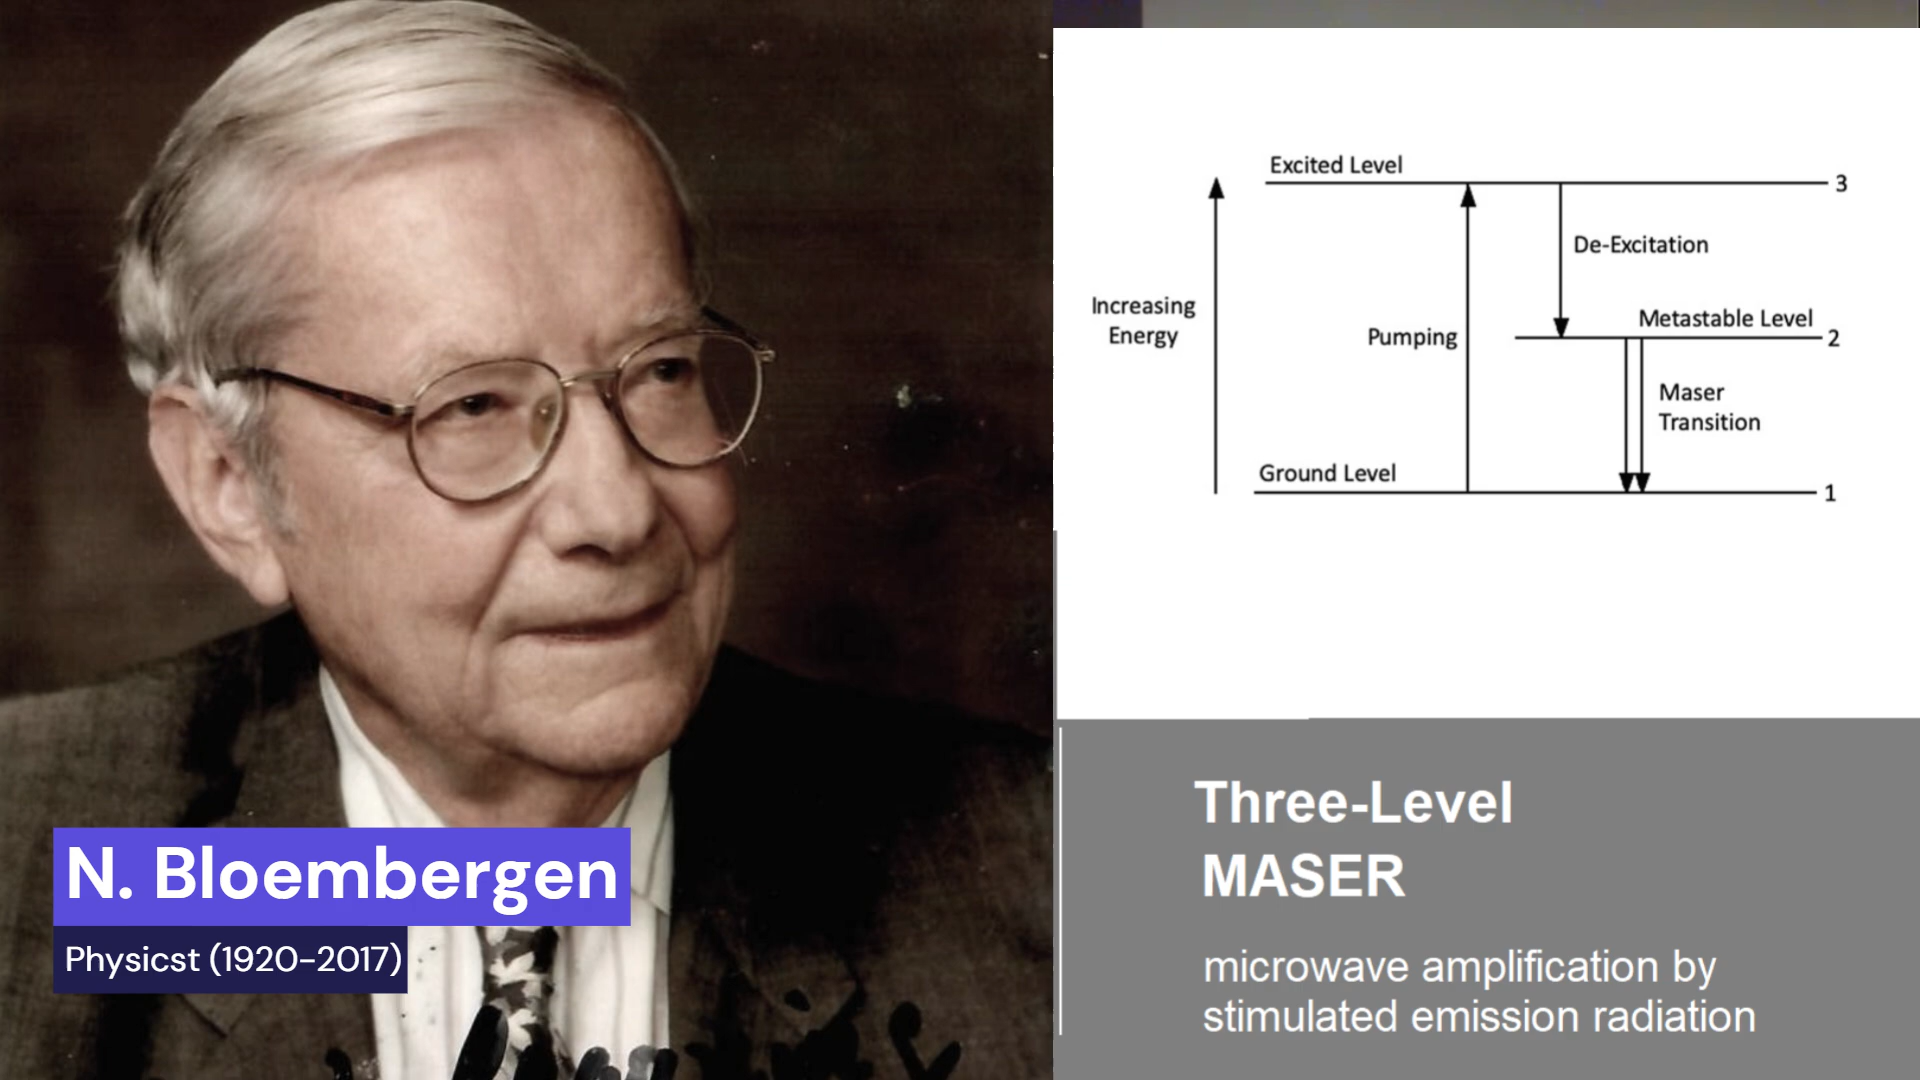 N. Bloembergen
Physicst (1920-2017)
Excited Level
3
De-Excitation
Increasing
Energy
Pumping
Metastable Level
2
Maser
Transition
Ground Level
1
Three-Level
MASER
microwave amplification by
stimulated emission radiation